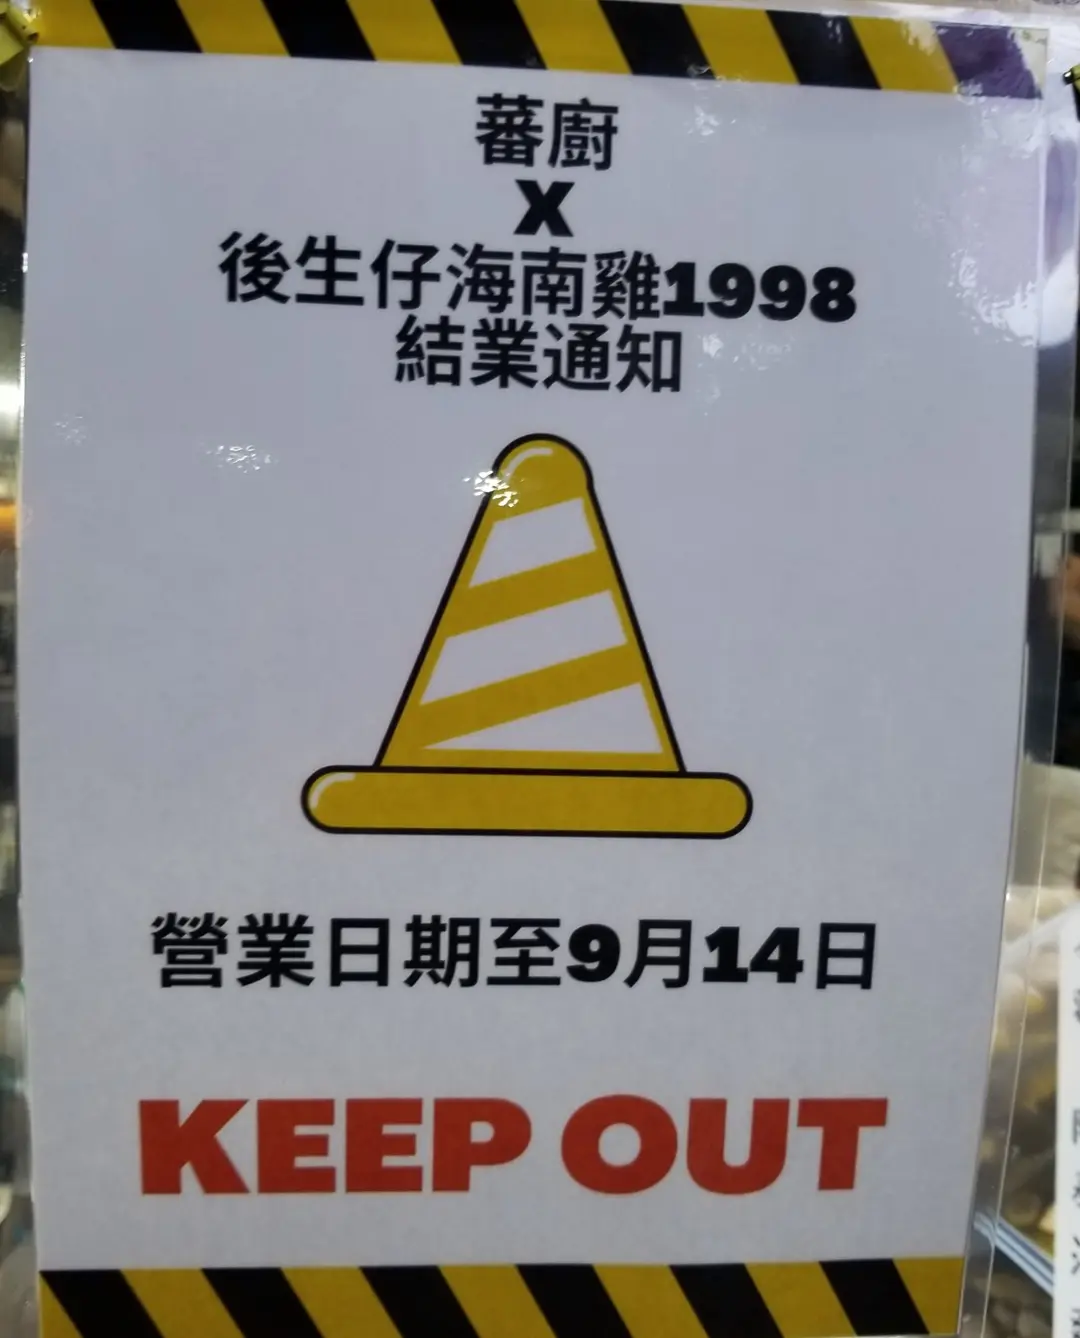 蕃廚
X
後生仔海南雞1998
結業通知
營業日期至9月14日
KEEP OUT